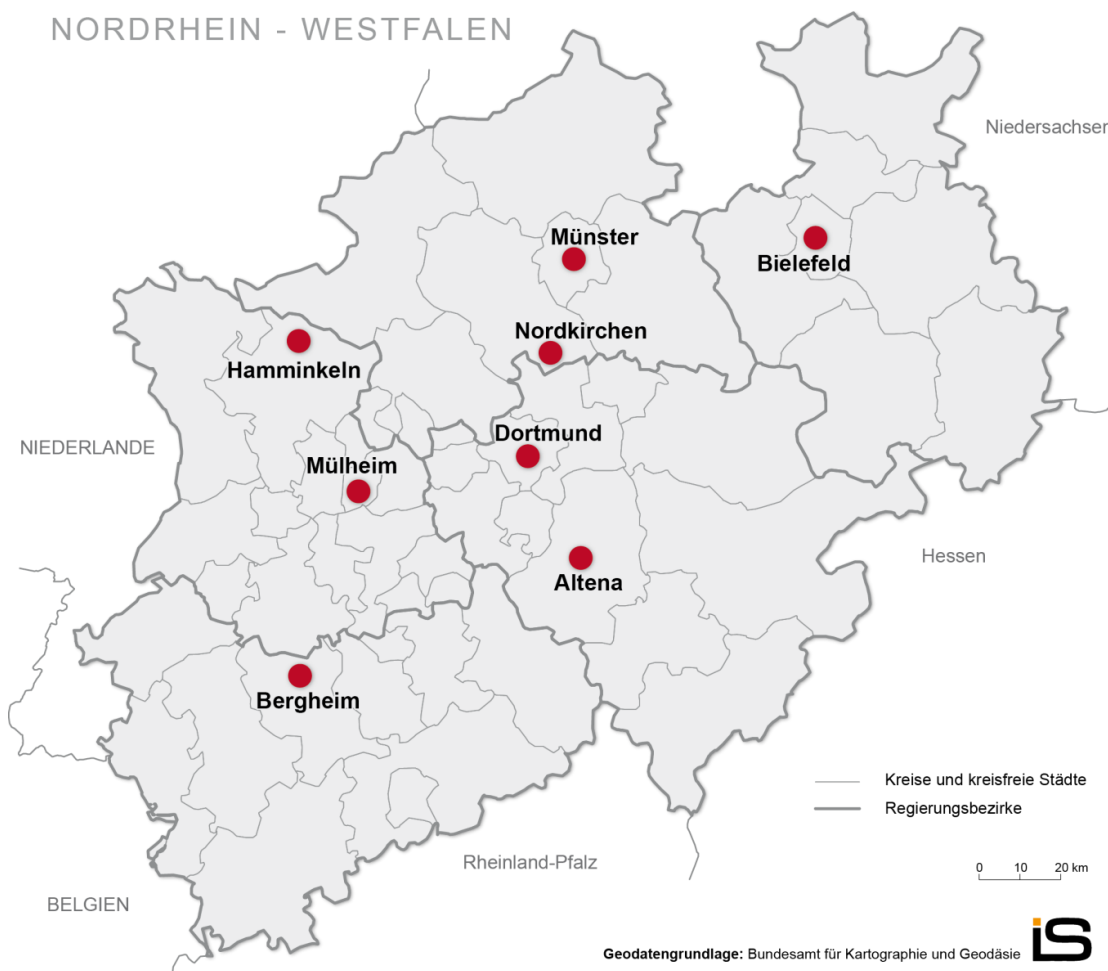 NORDRHEIN - WESTFALEN
Niedersachsen
Münster
Bielefeld
Nordkirchen
Hamminkeln
Dortmund
NIEDERLANDE
Mülheim
Hessen
Altena
Bergheim
Kreise und kreisfreie Städte
Regierungsbezirke
Rheinland-Pfalz
0 10 20 km
BELGIEN
Geodatengrundlage: Bundesamt für Kartographie und Geodäsie
iS